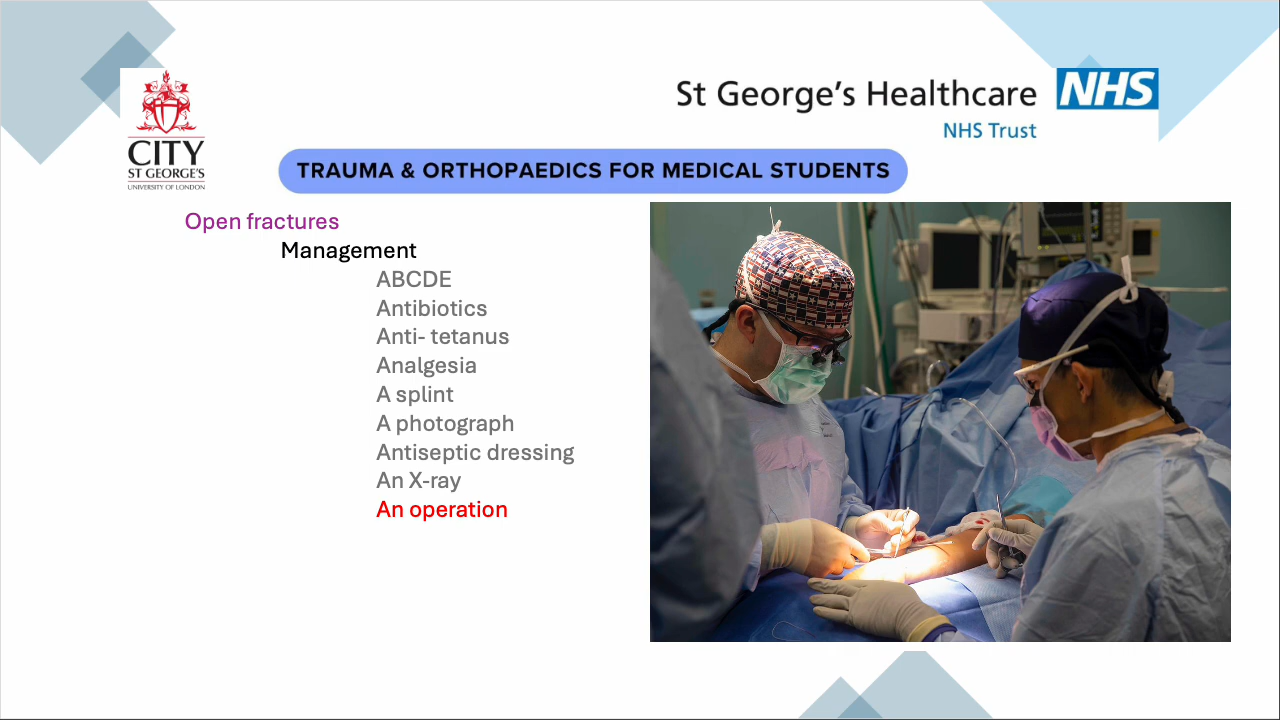 St George's Healthcare NHS
NHS Trust
CITY
ST GEORGE'S
UNIVERSITY OF LONDON
TRAUMA & ORTHOPAEDICS FOR MEDICAL STUDENTS
Open fractures
Management
ABCDE
Antibiotics
Anti- tetanus
Analgesia
A splint
A photograph
Antiseptic dressing
An X-ray
An operation